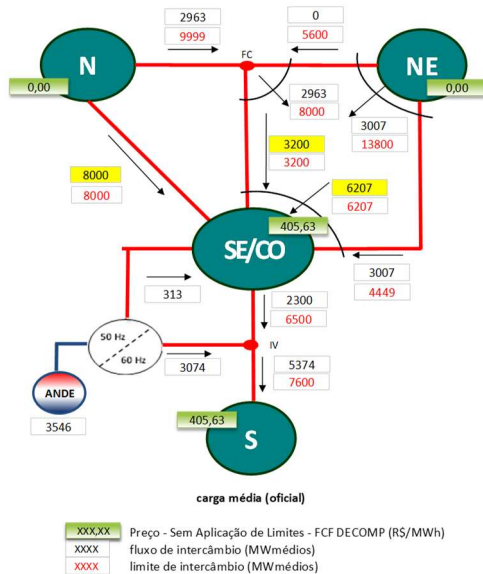 2963
9999
0
5600
FC
N
NE
0,00
0,00
2963
8000
3007
13800
3200
3200
8000
8000
6207
6207
405,63
SE/CO
3007
4449
313
2300
6500
50 Hz
60 Hz
IV
3074
5374
7600
ANDE
3546
405,63
S
carga média (oficial)
XXX,XX Preço - Sem Aplicação de Limites - FCF DECOMP (R$/MWh)
XXXX fluxo de intercâmbio (MWmédios)
XXXX limite de intercâmbio (MWmédios)